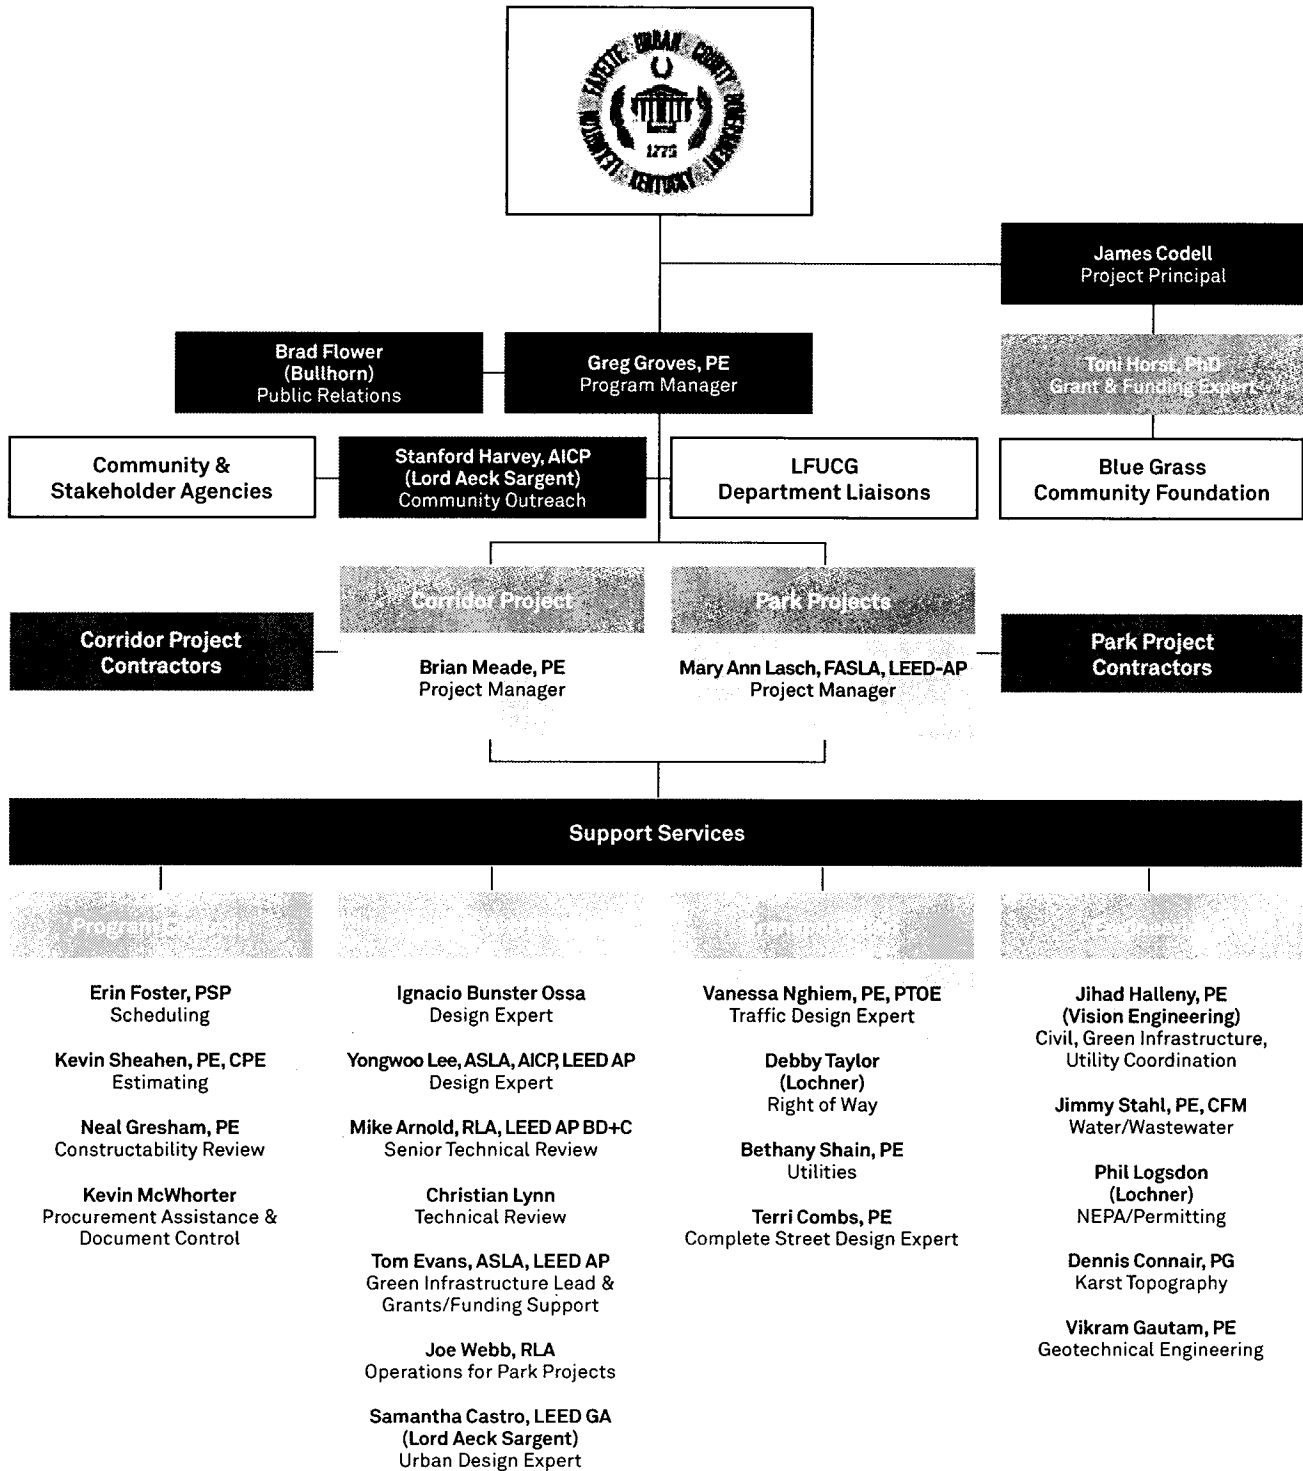 LEXINGTON FAYETTE URBAN COUNTY GOVERNMENT
1775
KENTUCKY
James Codell
Project Principal
Brad Flower
(Bullhorn)
Public Relations
Greg Groves, PE
Program Manager
Toni Horst, PhD
Grant & Funding Expert
Community &
Stakeholder Agencies
Stanford Harvey, AICP
(Lord Aeck Sargent)
Community Outreach
LFUCG
Department Liaisons
Blue Grass
Community Foundation
Corridor Project
Park Projects
Corridor Project
Contractors
Brian Meade, PE
Project Manager
Mary Ann Lasch, FASLA, LEED-AP
Project Manager
Park Project
Contractors
Support Services
Program Controls
Erin Foster, PSP
Scheduling
Kevin Sheahen, PE, CPE
Estimating
Neal Gresham, PE
Constructability Review
Kevin McWhorter
Procurement Assistance &
Document Control
Ignacio Bunster Ossa
Design Expert
Yongwoo Lee, ASLA, AICP, LEED AP
Design Expert
Mike Arnold, RLA, LEED AP BD+C
Senior Technical Review
Christian Lynn
Technical Review
Tom Evans, ASLA, LEED AP
Green Infrastructure Lead &
Grants/Funding Support
Joe Webb, RLA
Operations for Park Projects
Samantha Castro, LEED GA
(Lord Aeck Sargent)
Urban Design Expert
Transportation
Vanessa Nghiem, PE, PTOE
Traffic Design Expert
Debby Taylor
(Lochner)
Right of Way
Bethany Shain, PE
Utilities
Terri Combs, PE
Complete Street Design Expert
Engineering
Jihad Halleny, PE
(Vision Engineering)
Civil, Green Infrastructure,
Utility Coordination
Jimmy Stahl, PE, CFM
Water/Wastewater
Phil Logsdon
(Lochner)
NEPA/Permitting
Dennis Connair, PG
Karst Topography
Vikram Gautam, PE
Geotechnical Engineering